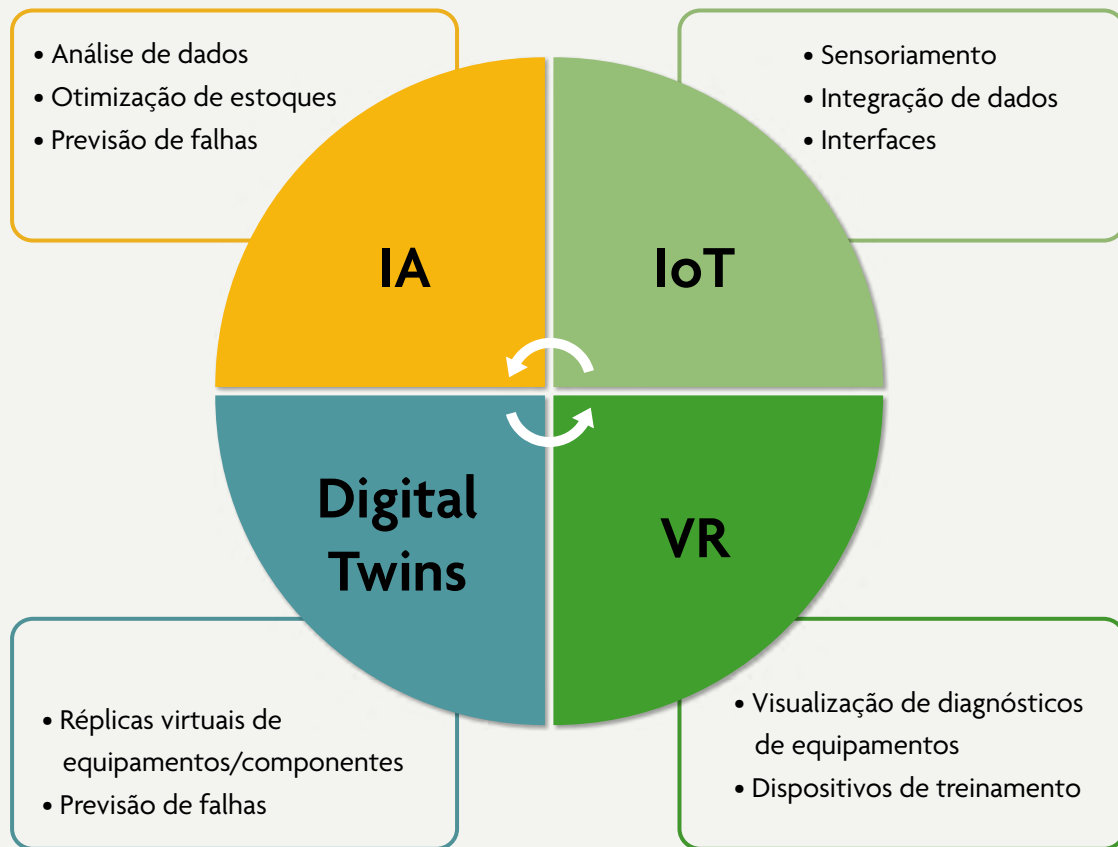 • Análise de dados
• Otimização de estoques
• Previsão de falhas
• Sensoriamento
• Integração de dados
• Interfaces
IA
IoT
Digital
Twins
VR
• Réplicas virtuais de
equipamentos/componentes
• Previsão de falhas
• Visualização de diagnósticos
de equipamentos
• Dispositivos de treinamento